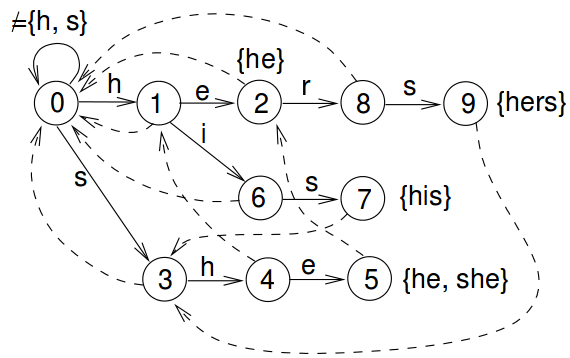 ≠{h, s}
{he}
0 h 1 e 2 r 8 s 9 {hers}
i
s 6 s 7 {his}
3 h 4 e 5 {he, she}